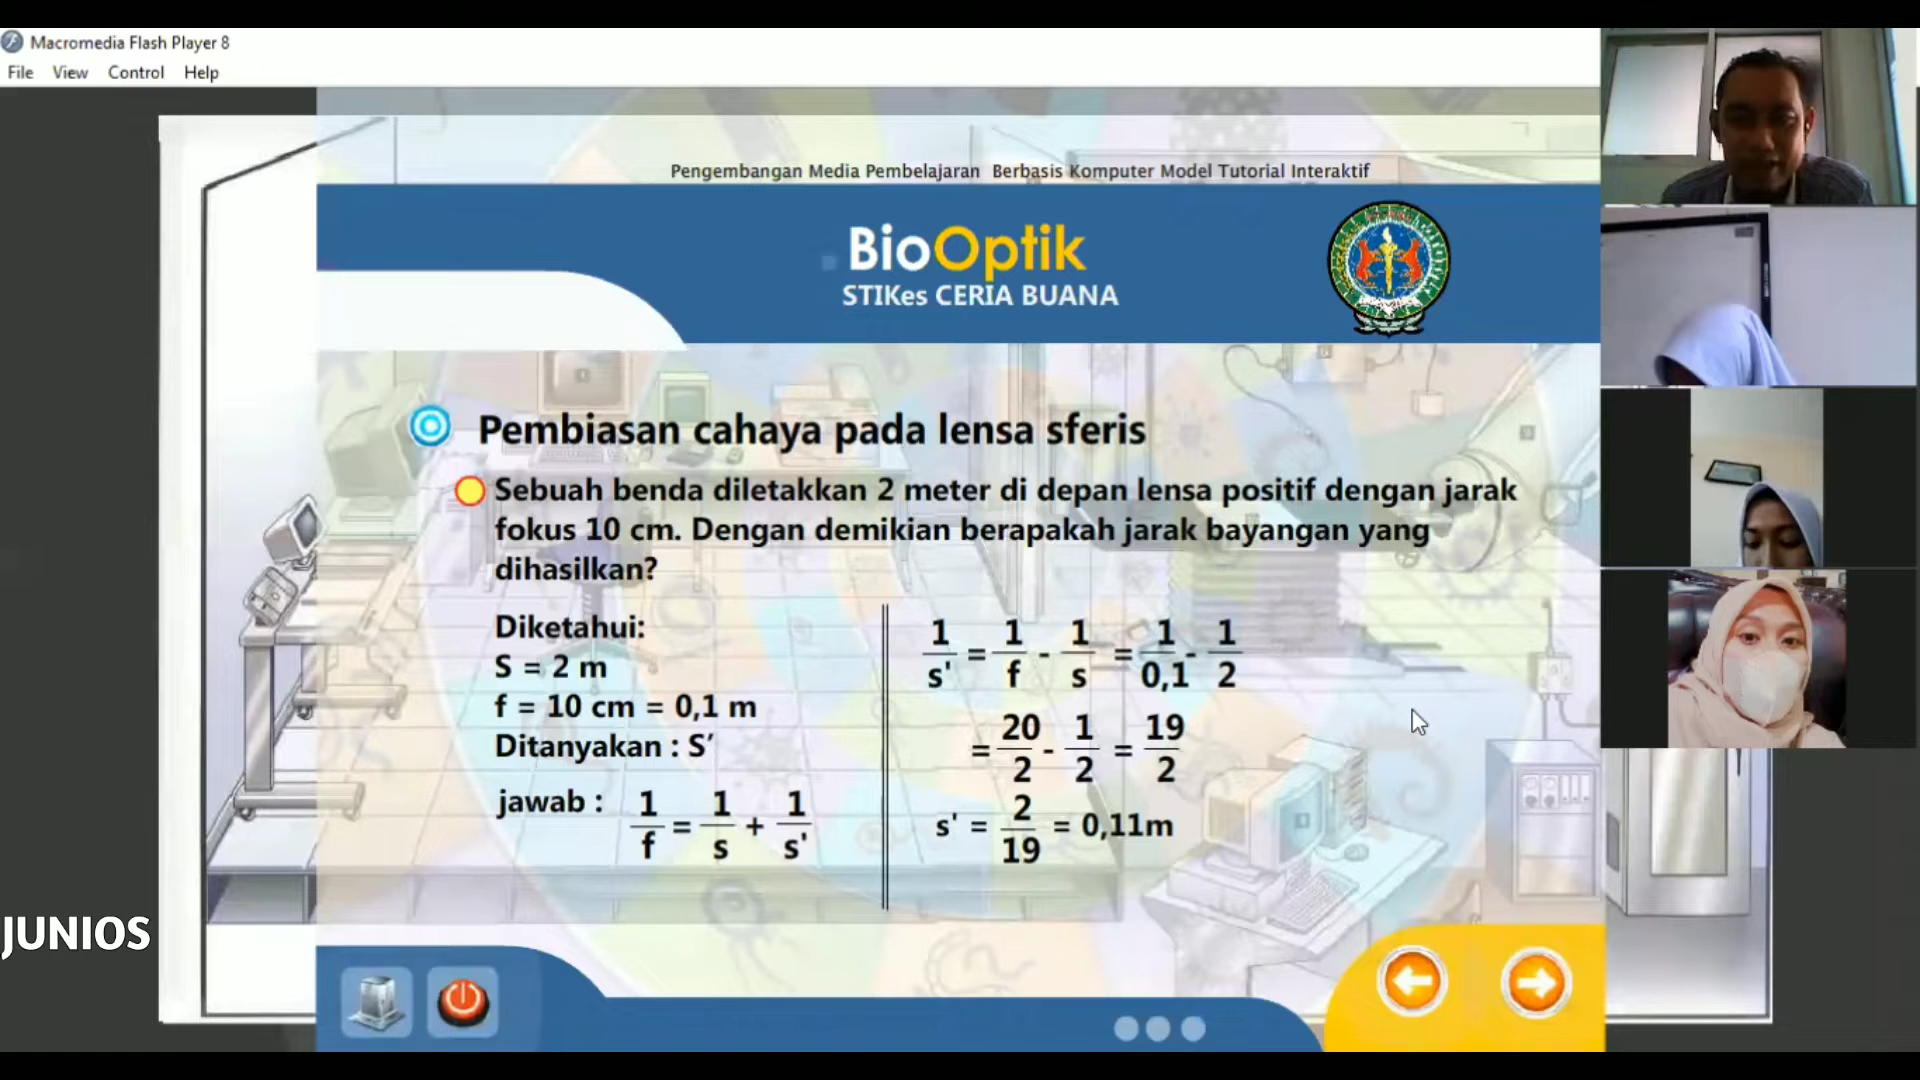 Macromedia Flash Player 8
File View Control Help
Pengembangan Media Pembelajaran Berbasis Komputer Model Tutorial Interaktif
BioOptik
STIKes CERIA BUANA
Pembiasan cahaya pada lensa sferis
Sebuah benda diletakkan 2 meter di depan lensa positif dengan jarak
fokus 10 cm. Dengan demikian berapakah jarak bayangan yang
dihasilkan?
Diketahui:
S = 2 m
f = 10 cm = 0,1 m
Ditanyakan : S'
jawab : 1/f = 1/s + 1/s'
1/s' = 1/f - 1/s = 1/0,1 - 1/2
= 20/2 - 1/2 = 19/2
s' = 2/19 = 0,11m
JUNIOS